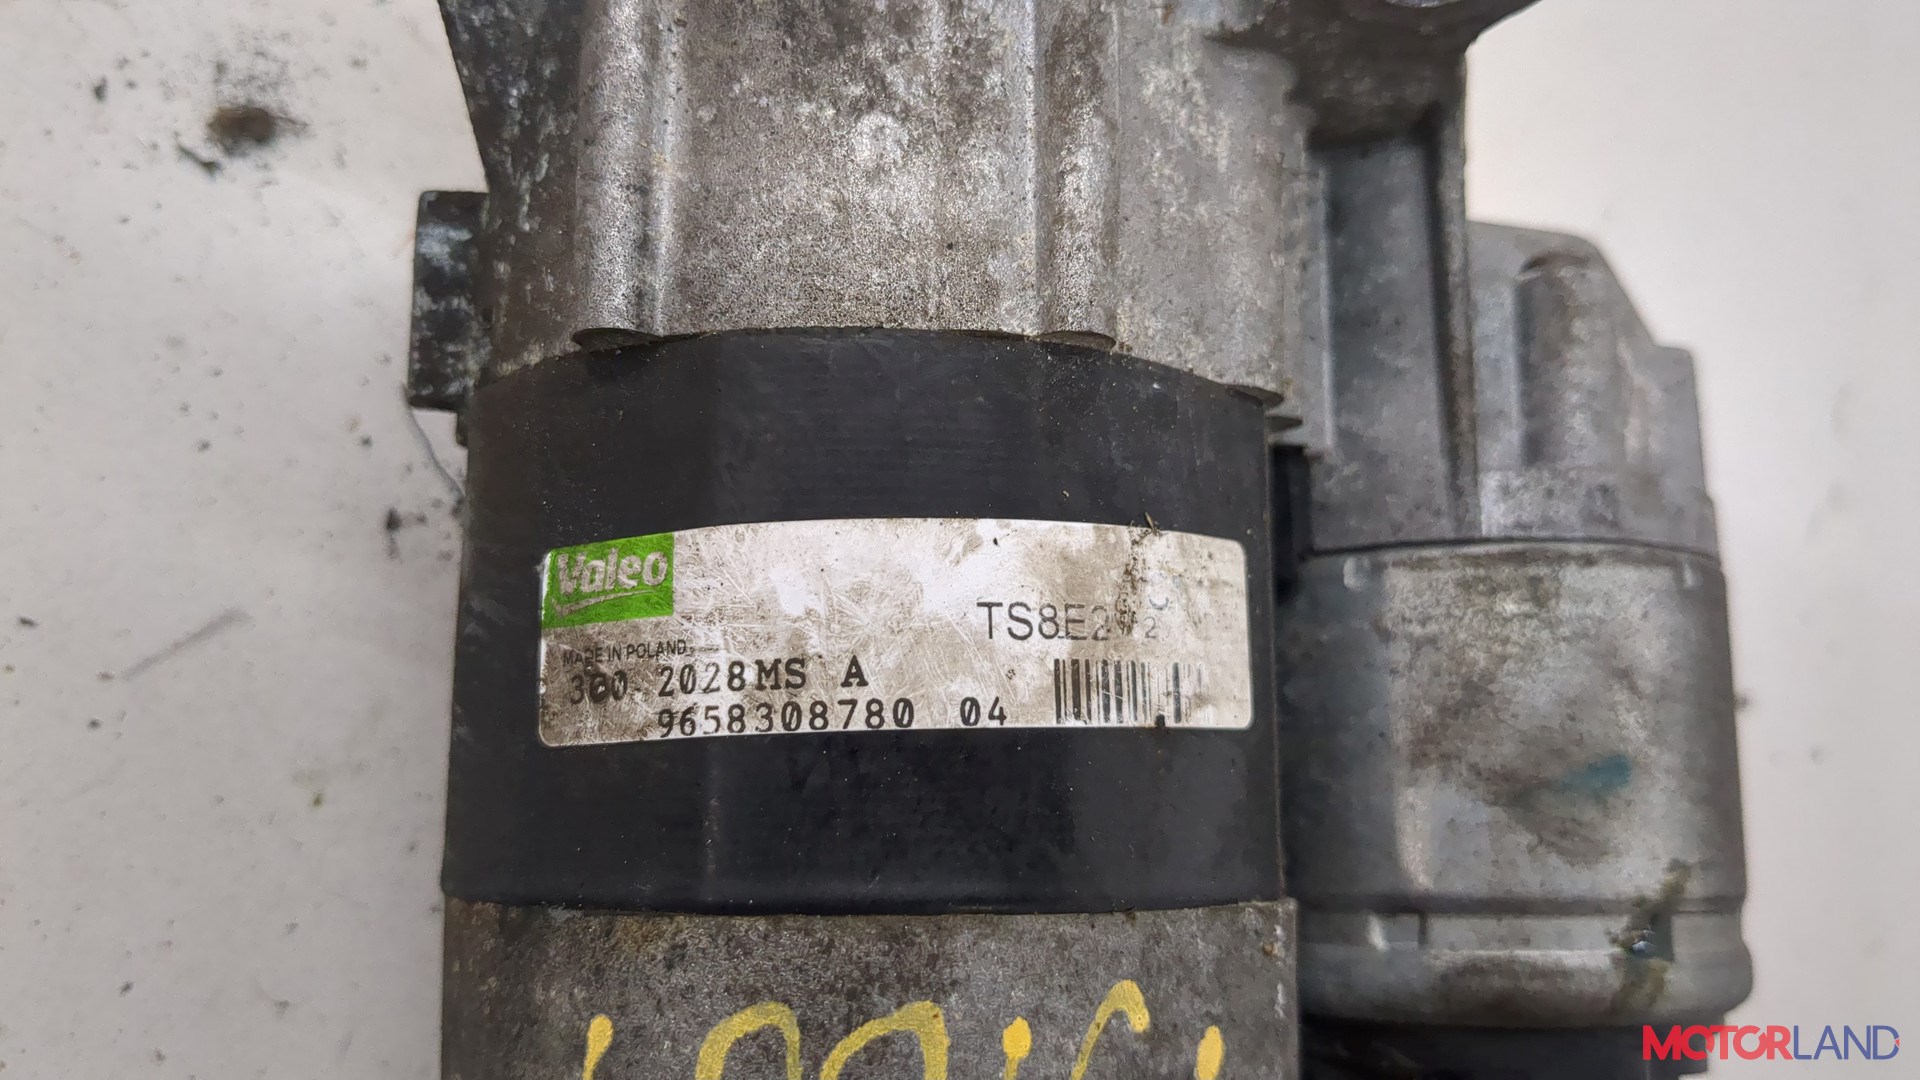 Valeo
TS8E2
MADE IN POLAND
2028MS A
9658308780 04
MOTORLAND